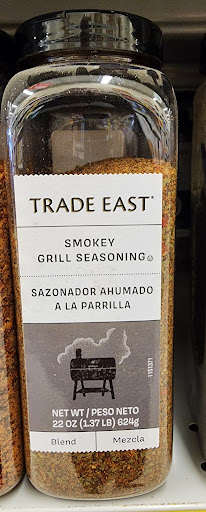 TRADE EAST®
SMOKEY
GRILL SEASONING
SAZONADOR AHUMADO
A LA PARRILLA
NET WT / PESO NETO
22 OZ (1.37 LB) 624g
Blend Mezcla